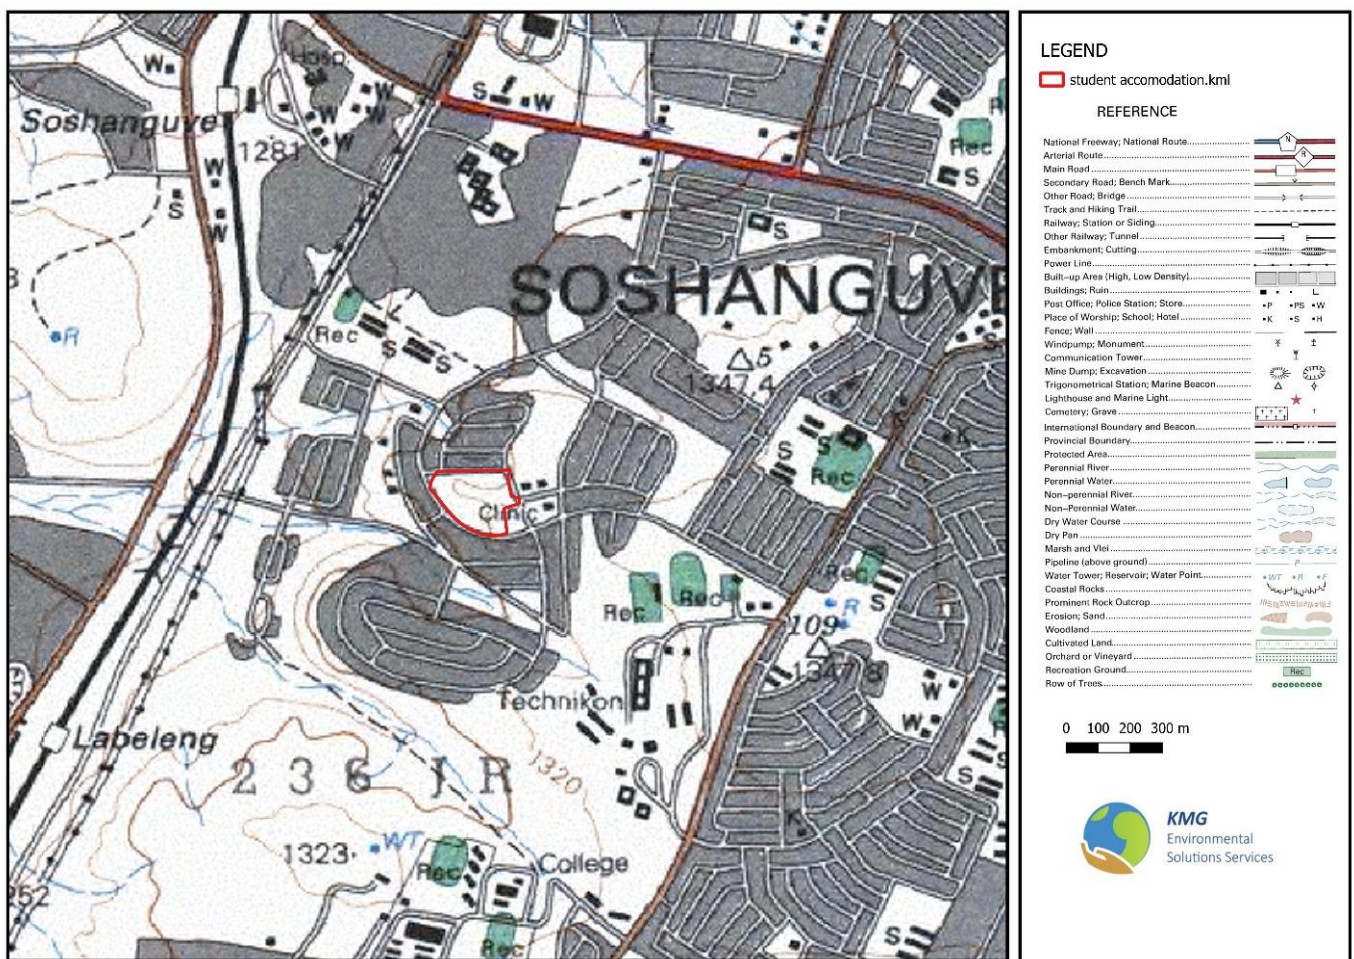 Hosp.
W
W
W
W
W
S
W
Rec
Soshanguve
1281
W
S
W
S
S
SOSHANGUVE
R
Rec
S
S
5
1347.4
S
S
Rec
Clinic
Rec
Rec
Rec
S
R
109
1347.8
Technikon
W
W
Labeleng
236 JR
1320
S
S
1323
WT
Rec
College
K
Rec
S
LEGEND
student accomodation.kml
REFERENCE
National Freeway; National Route
N
Arterial Route
R
Main Road
Secondary Road; Bench Mark
Other Road; Bridge
Track and Hiking Trail
Railway; Station or Siding
Other Railway; Tunnel
Embankment; Cutting
Power Line
Built-up Area (High, Low Density)
Buildings; Ruin
Post Office; Police Station; Store ▪P ▪PS ▪W
Place of Worship; School; Hotel ▪K ▪S ▪H
Fence; Wall
Windpump; Monument
Communication Tower
Mine Dump; Excavation
Trigonometrical Station; Marine Beacon
Lighthouse and Marine Light
Cemetery; Grave
International Boundary and Beacon
Provincial Boundary
Protected Area
Perennial River
Perennial Water
Non-perennial River
Non-Perennial Water
Dry Water Course
Dry Pan
Marsh and Vlei
Pipeline (above ground) P
Water Tower; Reservoir; Water Point ▪WT ▪R ▪F
Coastal Rocks
Prominent Rock Outcrop
Erosion; Sand
Woodland
Cultivated Land
Orchard or Vineyard
Recreation Ground Rec
Row of Trees
0 100 200 300 m
KMG
Environmental
Solutions Services